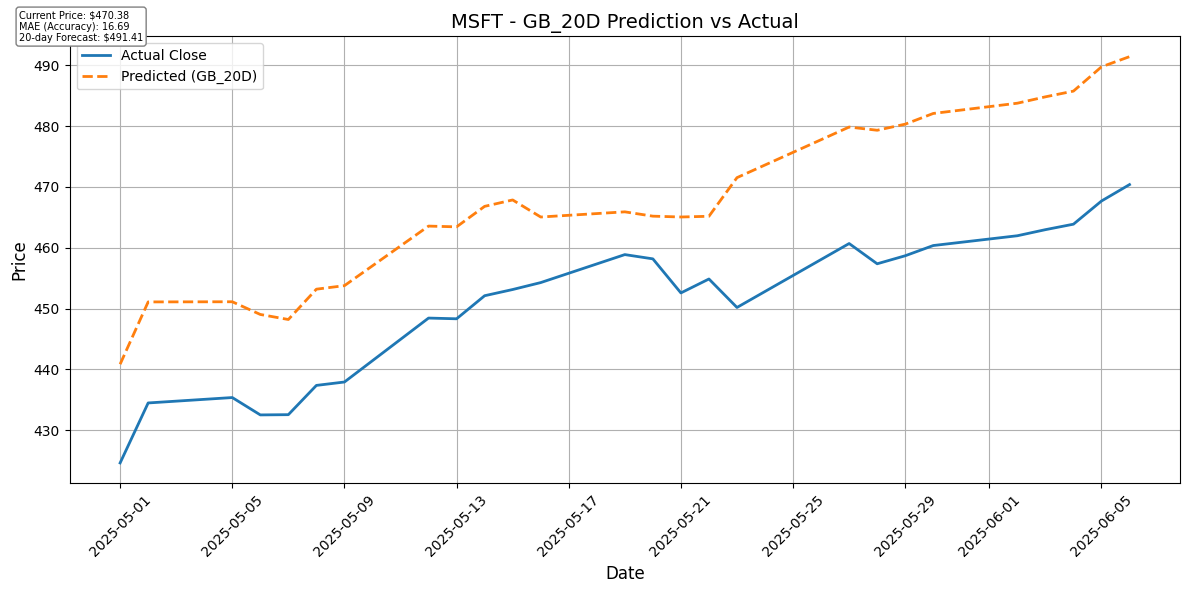 MSFT - GB_20D Prediction vs Actual
Current Price: $470.38
MAE (Accuracy): 16.69
20-day Forecast: $491.41
Actual Close
Predicted (GB_20D)
490
480
470
460
450
440
430
Price
2025-05-01
2025-05-05
2025-05-09
2025-05-13
2025-05-17
2025-05-21
2025-05-25
2025-05-29
2025-06-01
2025-06-05
Date